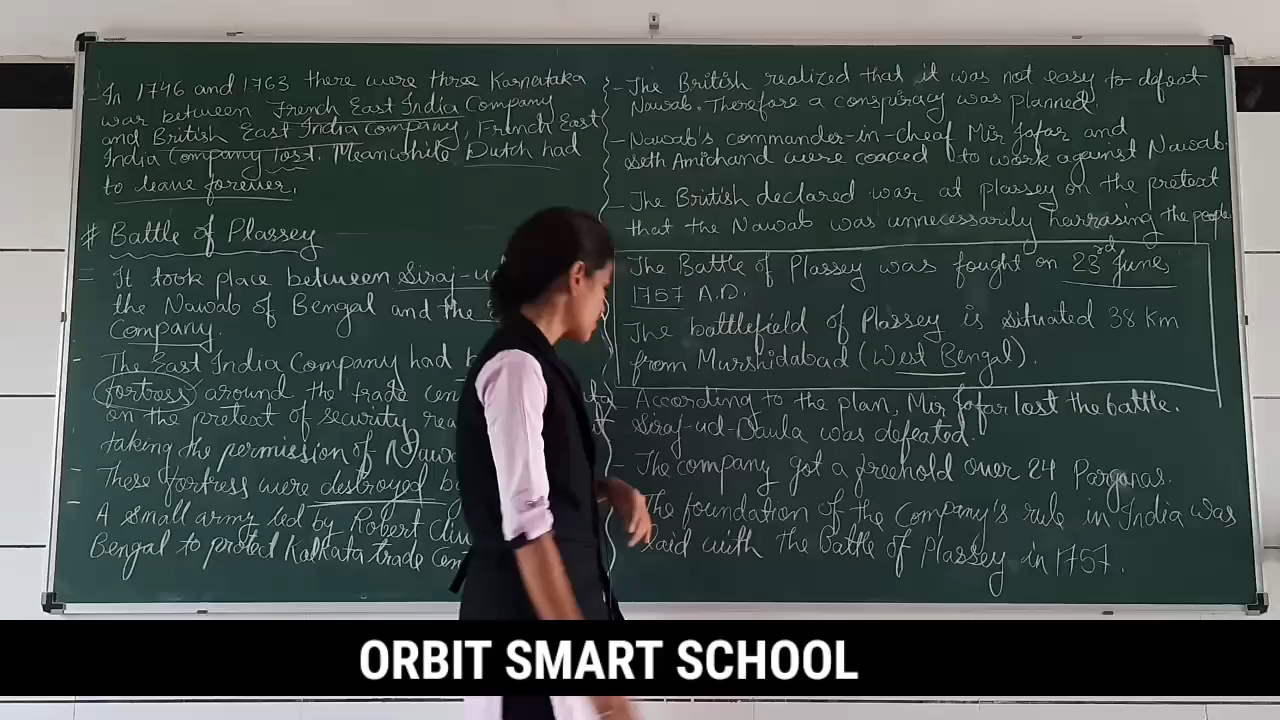 - In 1746 and 1763 there were three Karnataka
war between French East India Company
and British East India company, French East
India Company lost. Meanwhile Dutch had
to leave forever.
# Battle of Plassey
= It took place between Siraj-ud
the Nawab of Bengal and the
Company.
- The East India Company had
fortress around the trade cen
on the pretext of security rea
taking the permission of Nawa
- These fortress were destroyed b
- A small army led by Robert Cliv
Bengal to protect Kalkata trade Cen
- The British realized that it was not easy to defeat
Nawab. Therefore a conspiracy was planned.
- Nawab's commander-in-cheaf Mir Jafar and
Seth Amichand were coaced to work against Nawab.
- The British declared war at plassey on the pretext
that the Nawab was unnecessarily harrasing the people
The Battle of Plassey was fought on 23rd June,
1757 A.D.
The battlefield of Plassey is situated 38 Km
from Murshidabad (West Bengal).
- According to the plan, Mir Jafar lost the battle.
Siraj-ud-Daula was defeated.
- The company got a freehold over 24 Parganas.
The foundation of the Company's rule in India was
laid with the battle of Plassey in 1757.
ORBIT SMART SCHOOL